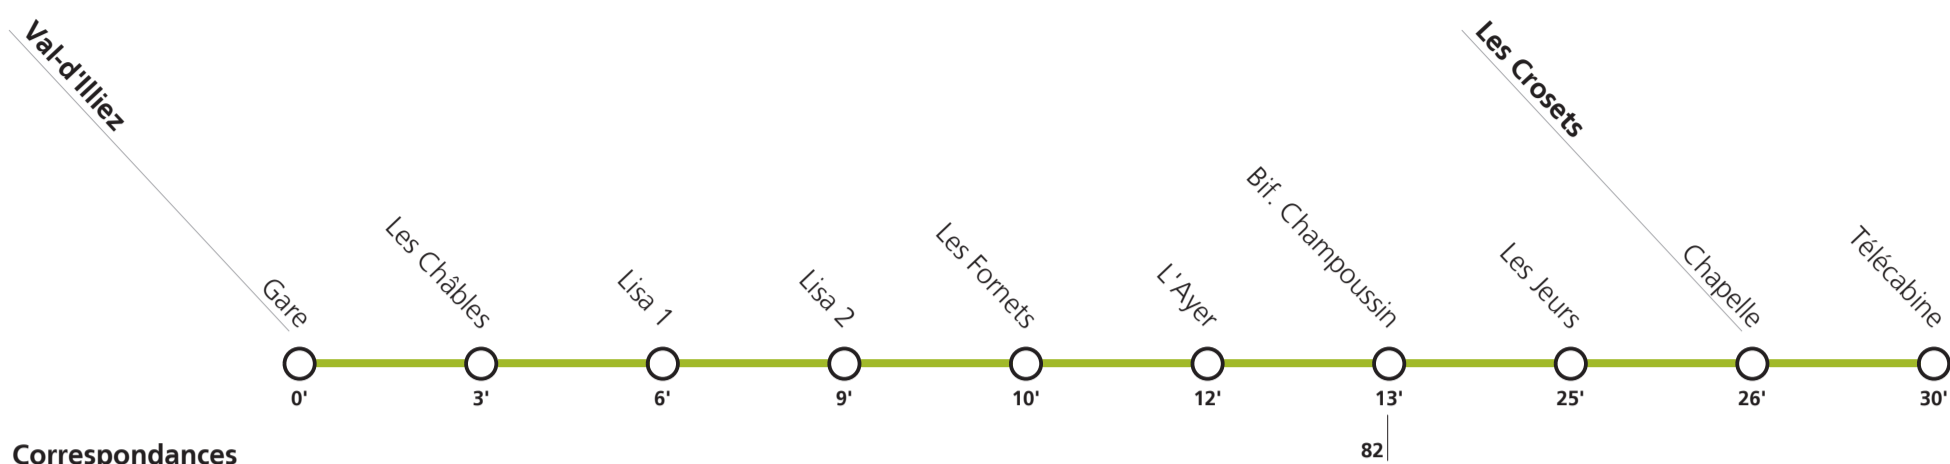 Val-d'Illiez
Gare
Les Châbles
Lisa 1
Lisa 2
Les Fornets
L'Ayer
Bif. Champoussin
Les Jeurs
Les Crosets
Chapelle
Télécabine
0' 3' 6' 9' 10' 12' 13' 25' 26' 30'
Correspondances 82